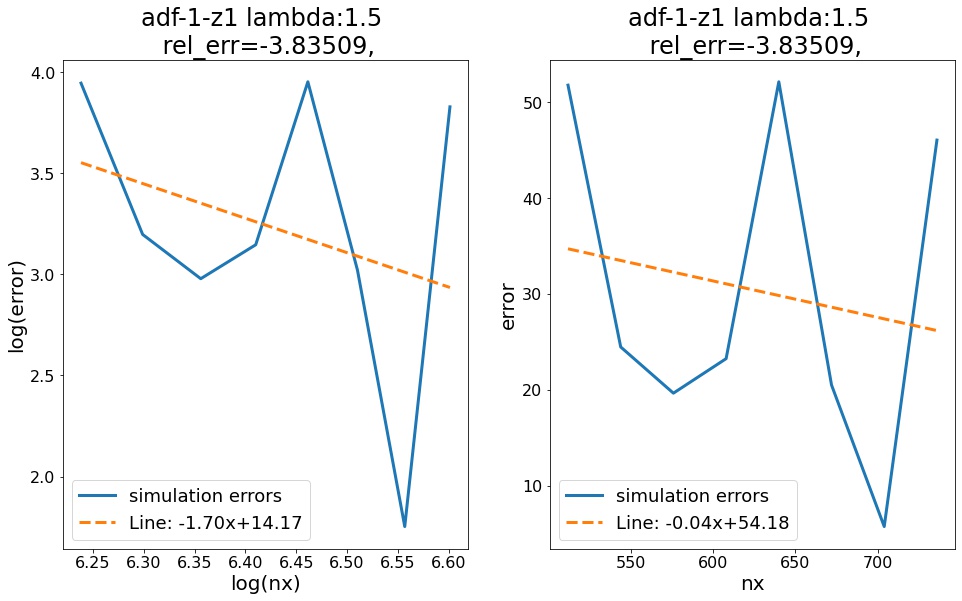 adf-1-z1 lambda:1.5
rel_err=-3.83509,
4.0
3.5
3.0
2.5
2.0
log(error)
simulation errors
Line: -1.70x+14.17
6.25 6.30 6.35 6.40 6.45 6.50 6.55 6.60
log(nx)
adf-1-z1 lambda:1.5
rel_err=-3.83509,
50
40
30
20
10
error
simulation errors
Line: -0.04x+54.18
550 600 650 700
nx